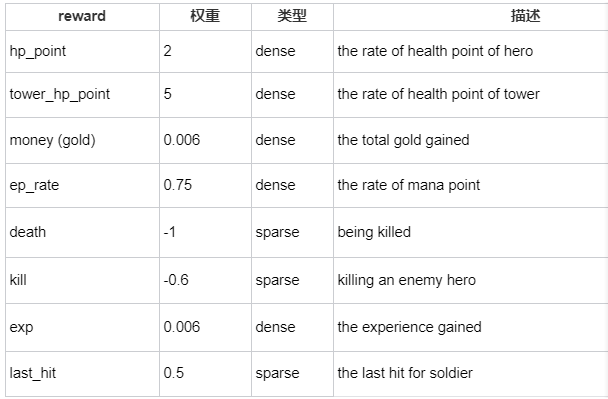 reward 权重 类型 描述
hp_point 2 dense the rate of health point of hero
tower_hp_point 5 dense the rate of health point of tower
money (gold) 0.006 dense the total gold gained
ep_rate 0.75 dense the rate of mana point
death -1 sparse being killed
kill -0.6 sparse killing an enemy hero
exp 0.006 dense the experience gained
last_hit 0.5 sparse the last hit for soldier